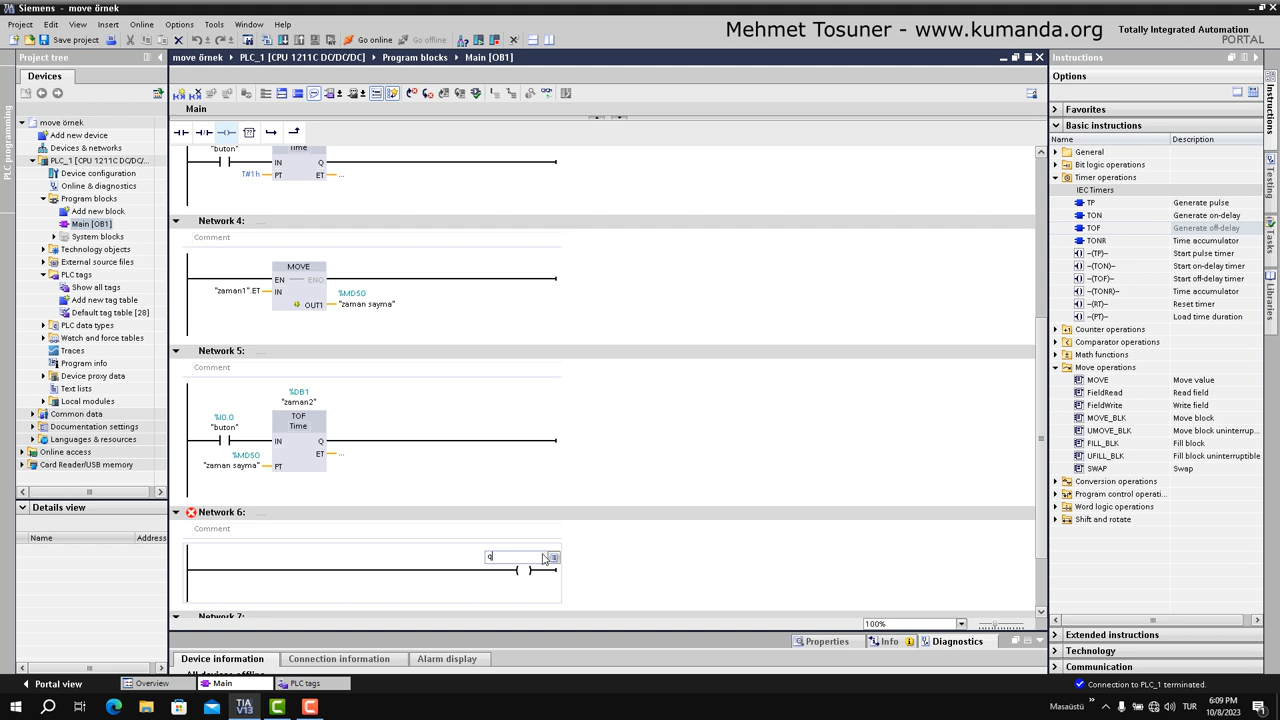 Siemens - move örnek
Project Edit View Insert Online Options Tools Window Help
Mehmet Tosuner - www.kumanda.org
Totally Integrated Automation
PORTAL
Save project
Go online
Project tree
move örnek PLC_1 [CPU 1211C DC/DC/DC] Program blocks Main [OB1]
Instructions
Devices
Options
PLC programming
move örnek
Add new device
Devices & networks
PLC_1 [CPU 1211C DC/DC/...
Device configuration
Online & diagnostics
Program blocks
Add new block
Main [OB1]
System blocks
Technology objects
External source files
PLC tags
Show all tags
Add new tag table
Default tag table [28]
PLC data types
Watch and force tables
Traces
Program info
Device proxy data
Text lists
Local modules
Common data
Documentation settings
Languages & resources
Online access
Card Reader/USB memory
Details view
Name Address
Main
"buton"
Time
IN Q
T#1h PT ET ...
Network 4: .....
Comment
MOVE
EN ENO
"zaman1".ET IN
OUT1
%MD50
"zaman sayma"
Network 5: .....
Comment
%DB1
"zaman2"
TOF
Time
%I0.0
"buton"
IN Q
ET ...
%MD50
"zaman sayma" PT
Network 6: .....
Comment
q
Network 7: .....
100%
Properties Info Diagnostics
Device information Connection information Alarm display
All devices offline
Favorites
Basic instructions
Name Description
General
Bit logic operations
Timer operations
IEC Timers
TP Generate pulse
TON Generate on-delay
TOF Generate off-delay
TONR Time accumulator
-(TP)- Start pulse timer
-(TON)- Start on-delay timer
-(TOF)- Start off-delay timer
-(TONR)- Time accumulator
-(RT)- Reset timer
-(PT)- Load time duration
Counter operations
Comparator operations
Math functions
Move operations
MOVE Move value
FieldRead Read field
FieldWrite Write field
MOVE_BLK Move block
UMOVE_BLK Move block uninterrup...
FILL_BLK Fill block
UFILL_BLK Fill block uninterruptible
SWAP Swap
Conversion operations
Program control operati...
Word logic operations
Shift and rotate
Extended instructions
Technology
Communication
Instructions
Testing
Tasks
Libraries
Portal view Overview Main PLC tags
Connection to PLC_1 terminated.
TIA
V13
Masaüstü
TUR
6:09 PM
10/8/2023